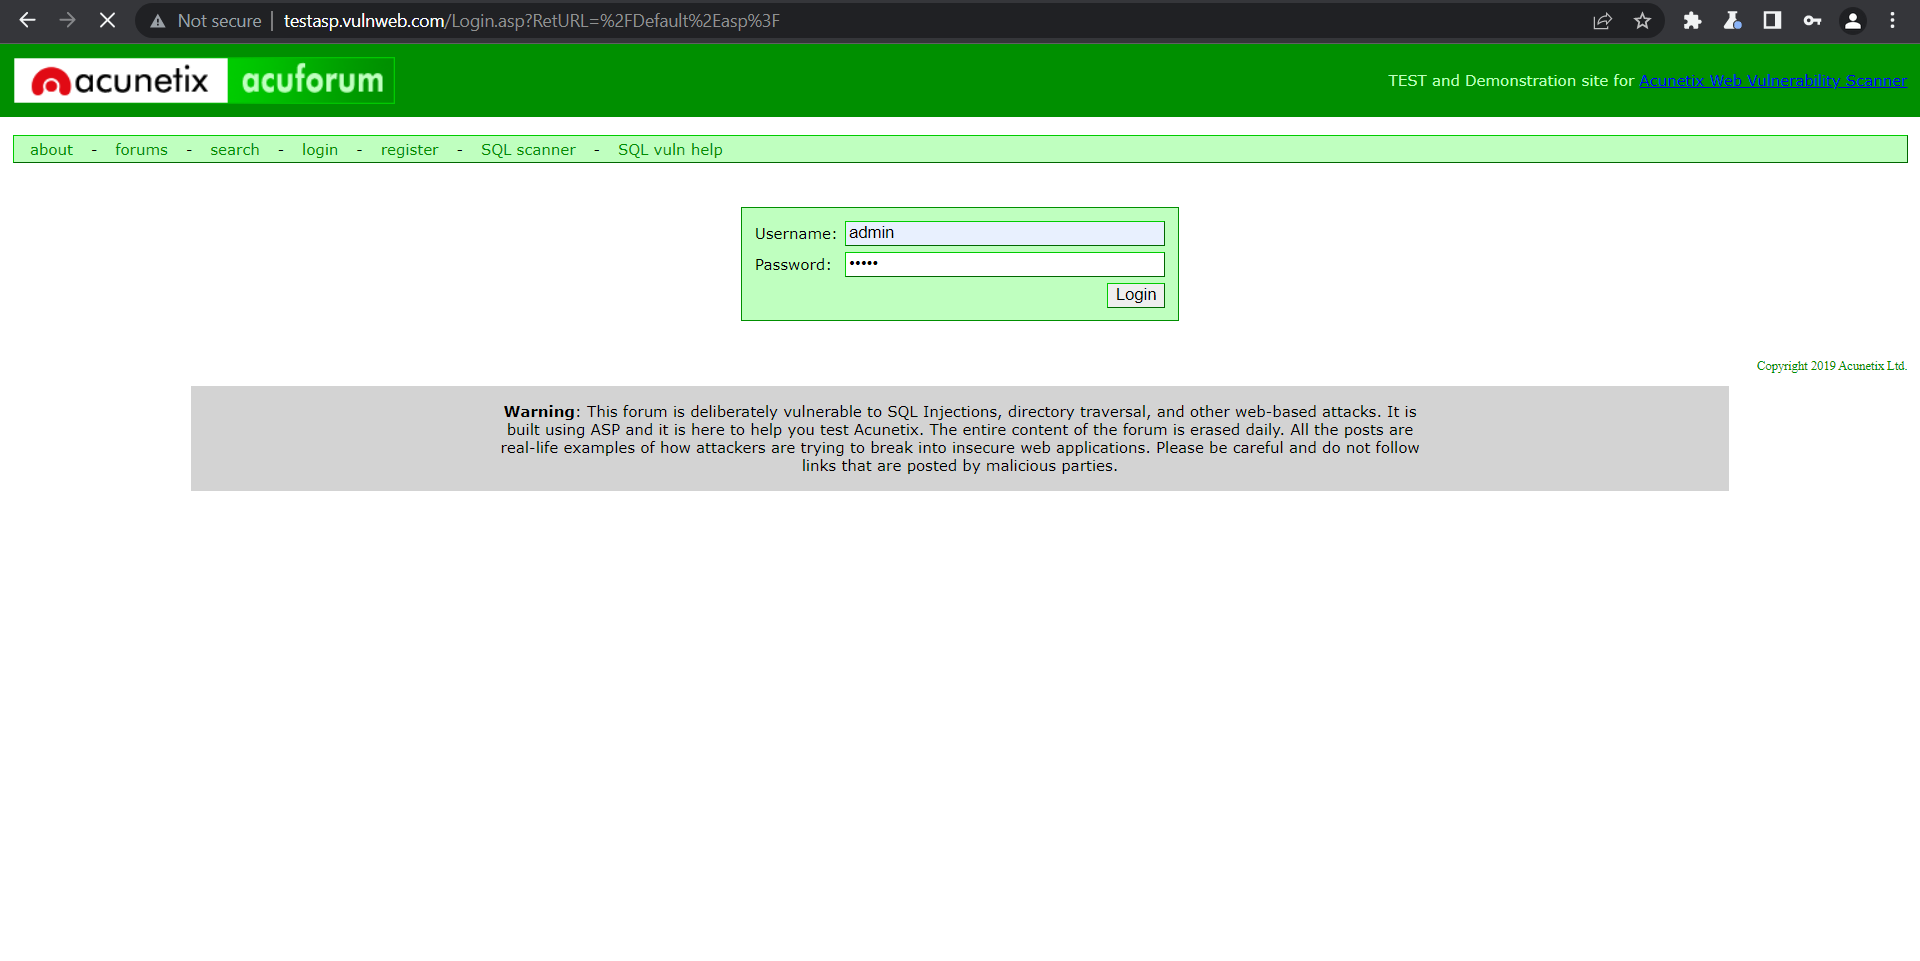 Not secure | testasp.vulnweb.com/Login.asp?RetURL=%2FDefault%2Easp%3F
acunetix acuforum
TEST and Demonstration site for Acunetix Web Vulnerability Scanner
about - forums - search - login - register - SQL scanner - SQL vuln help
Username: admin
Password: •••••
Login
Copyright 2019 Acunetix Ltd.
Warning: This forum is deliberately vulnerable to SQL Injections, directory traversal, and other web-based attacks. It is
built using ASP and it is here to help you test Acunetix. The entire content of the forum is erased daily. All the posts are
real-life examples of how attackers are trying to break into insecure web applications. Please be careful and do not follow
links that are posted by malicious parties.